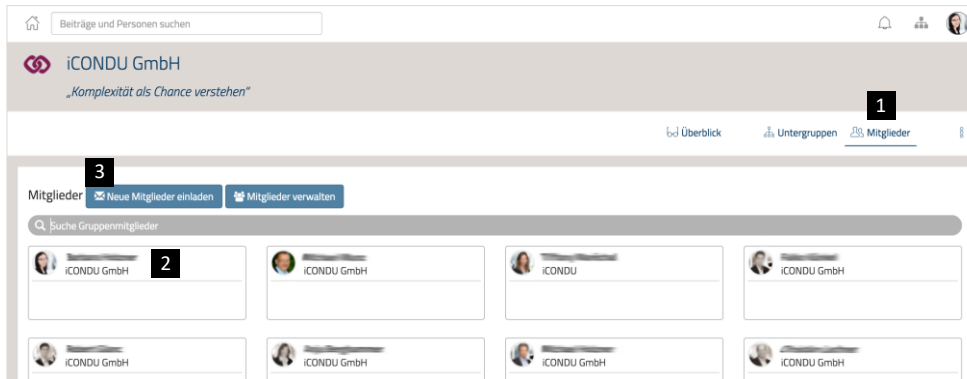 Beiträge und Personen suchen
iCONDU GmbH
„Komplexität als Chance verstehen“
1
Überblick
Untergruppen
Mitglieder
3
Mitglieder
Neue Mitglieder einladen
Mitglieder verwalten
Suche Gruppenmitglieder
iCONDU GmbH
2
iCONDU GmbH
iCONDU
iCONDU GmbH
iCONDU GmbH
iCONDU GmbH
iCONDU GmbH
iCONDU GmbH